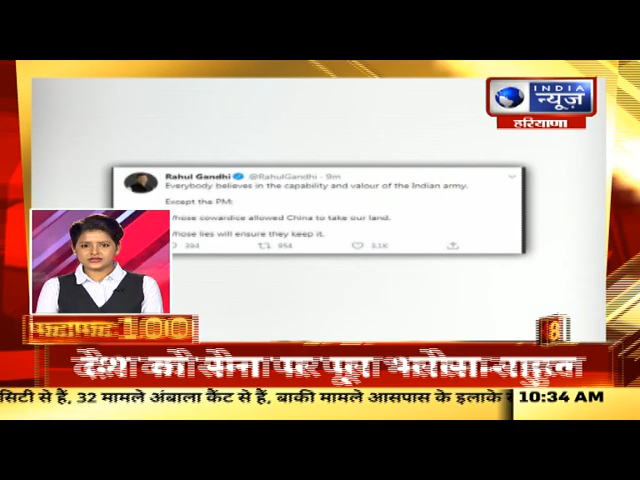 INDIA
न्यूज़
हरियाणा
Rahul Gandhi @RahulGandhi - 9m
Everybody believes in the capability and valour of the Indian army.
Except the PM:
Whose cowardice allowed China to take our land.
Whose lies will ensure they keep it.
394 954 3.1K
100
8
देश की सेना पर पूरा भरोसा-राहुल
सिटी से हैं, 32 मामले अंबाला कैंट से हैं, बाकी मामले आसपास के इलाके
10:34 AM